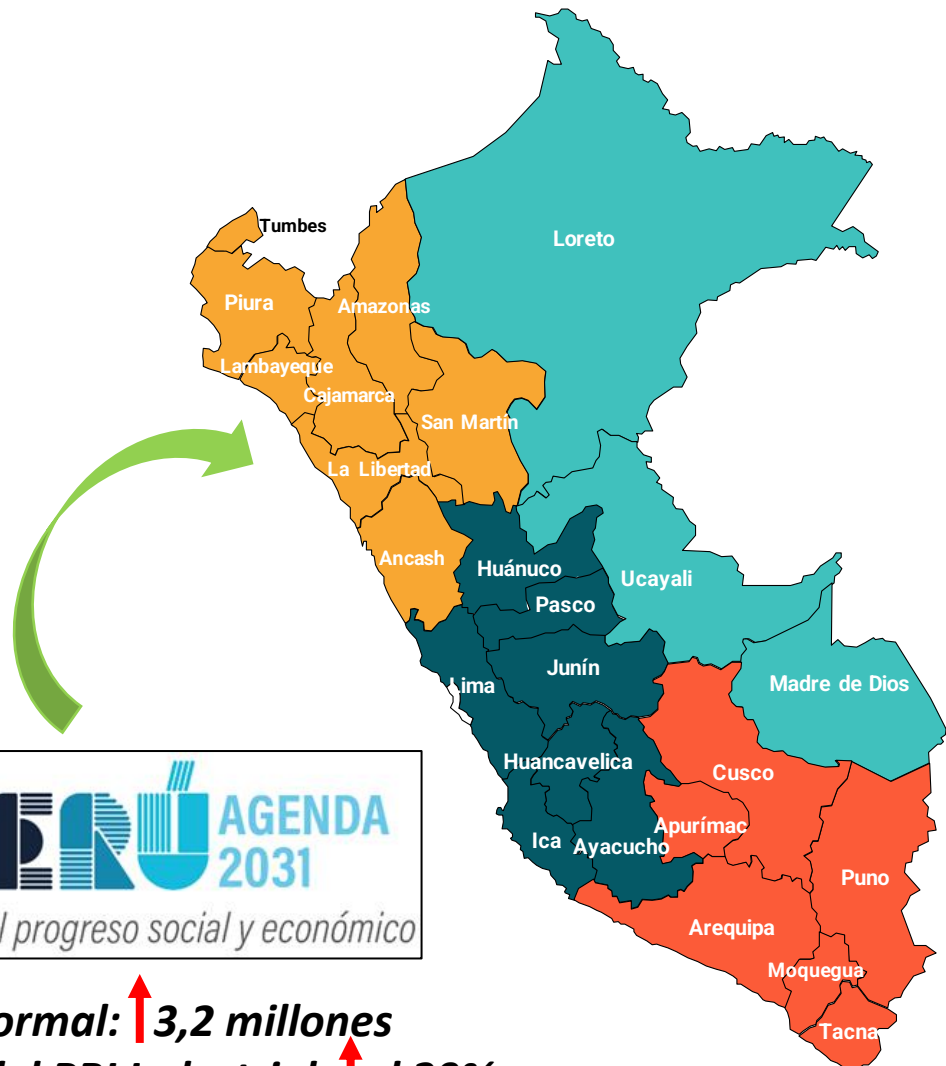 Tumbes
Loreto
Piura
Amazonas
Lambayeque
Cajamarca
San Martín
La Libertad
Ancash
Huánuco
Ucayali
Pasco
Junín
Lima
Madre de Dios
Huancavelica
Cusco
Ica
Ayacucho
Apurímac
Puno
Arequipa
Moquegua
Tacna
ERÚ AGENDA
2031
l progreso social y económico
ormal: 3,2 millones